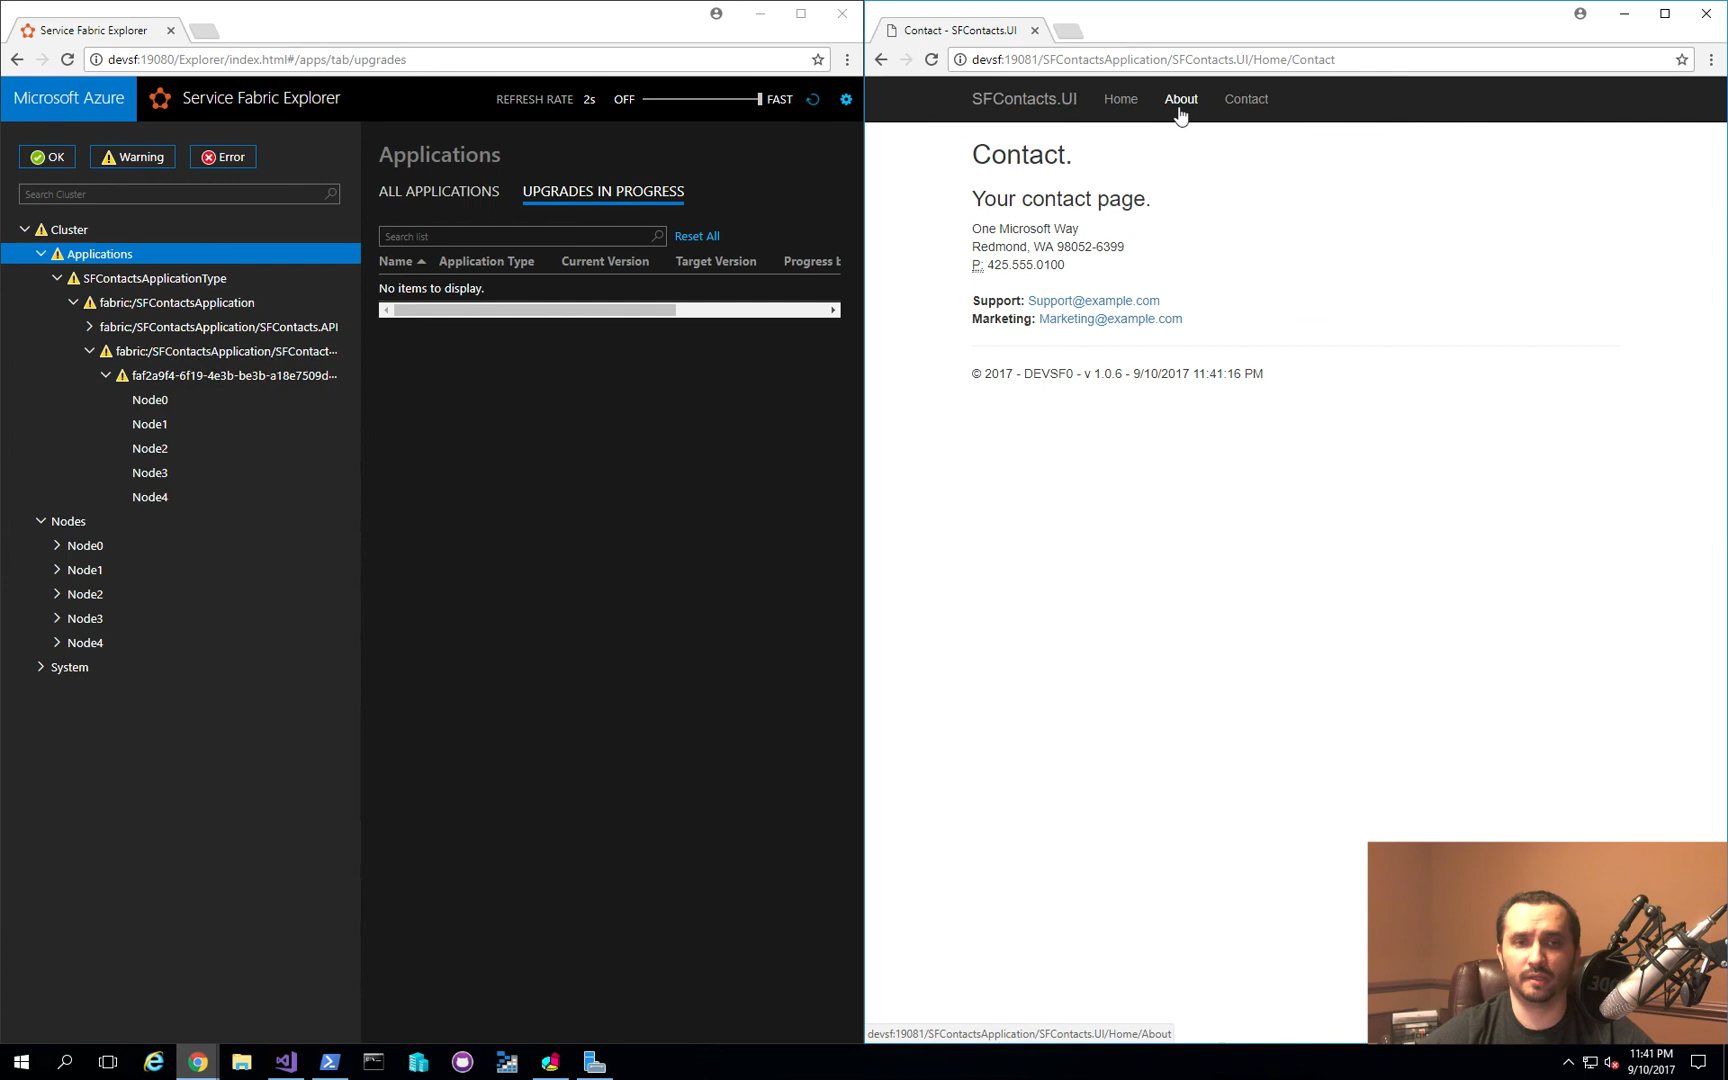 Service Fabric Explorer
devsf:19080/Explorer/index.html#/apps/tab/upgrades
Microsoft Azure
Service Fabric Explorer
REFRESH RATE 2s OFF FAST
OK
Warning
Error
Search Cluster
Cluster
Applications
SFContactsApplicationType
fabric:/SFContactsApplication
fabric:/SFContactsApplication/SFContacts.API
fabric:/SFContactsApplication/SFContact...
faf2a9f4-6f19-4e3b-be3b-a18e7509d...
Node0
Node1
Node2
Node3
Node4
Nodes
Node0
Node1
Node2
Node3
Node4
System
Applications
ALL APPLICATIONS UPGRADES IN PROGRESS
Search list
Reset All
Name Application Type Current Version Target Version Progress b
No items to display.
Contact - SFContacts.UI
devsf:19081/SFContactsApplication/SFContacts.UI/Home/Contact
SFContacts.UI Home About Contact
Contact.
Your contact page.
One Microsoft Way
Redmond, WA 98052-6399
P: 425.555.0100
Support: Support@example.com
Marketing: Marketing@example.com
© 2017 - DEVSF0 - v 1.0.6 - 9/10/2017 11:41:16 PM
devsf:19081/SFContactsApplication/SFContacts.UI/Home/About
11:41 PM
9/10/2017